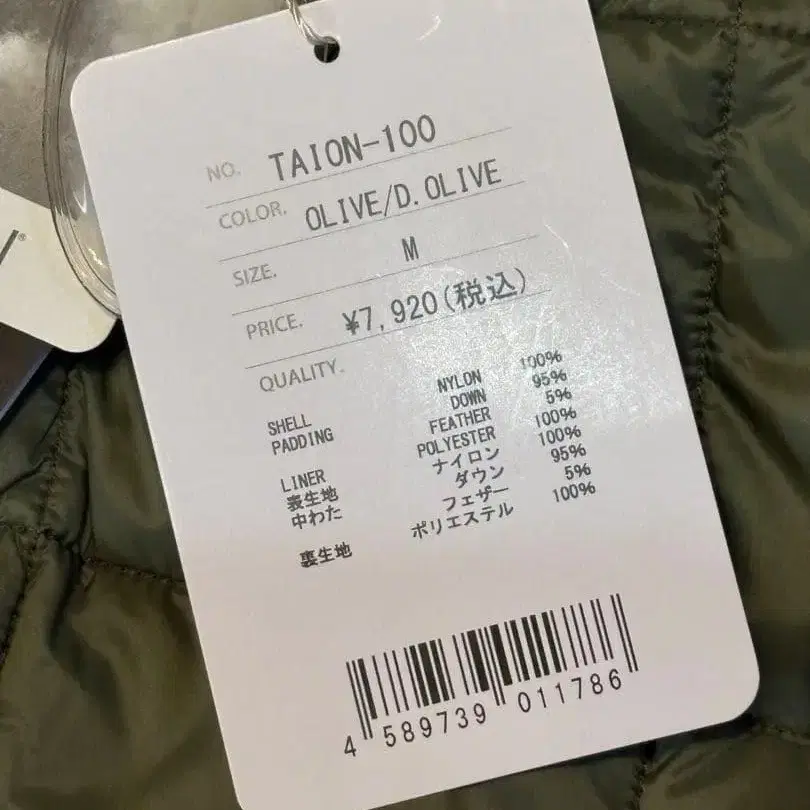 NO. TAION-100
COLOR. OLIVE/D.OLIVE
SIZE. M
PRICE. ¥7,920(税込)
QUALITY.
SHELL NYLON 100%
PADDING DOWN 95%
FEATHER 5%
LINER POLYESTER 100%
表生地 ナイロン 100%
中わた ダウン 95%
フェザー 5%
裏生地 ポリエステル 100%
4 589739 011786